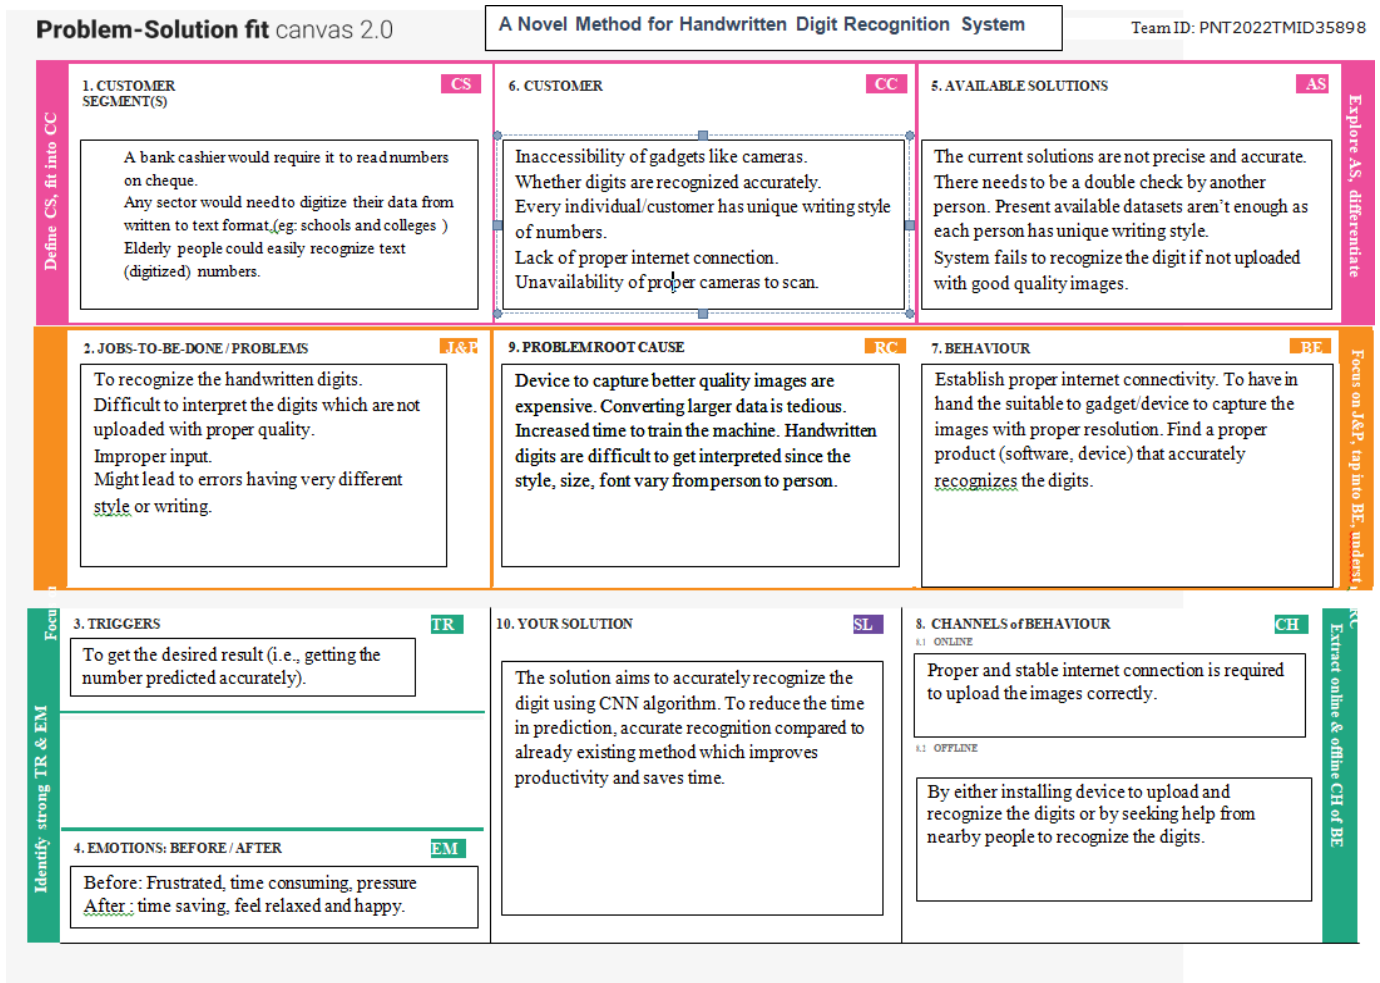 Problem-Solution fit canvas 2.0
A Novel Method for Handwritten Digit Recognition System
Team ID: PNT2022TMID35898
Define CS, fit into CC
1. CUSTOMER
SEGMENT(S)
CS
A bank cashier would require it to read numbers
on cheque.
Any sector would need to digitize their data from
written to text format.(eg: schools and colleges )
Elderly people could easily recognize text
(digitized) numbers.
6. CUSTOMER
CC
Inaccessibility of gadgets like cameras.
Whether digits are recognized accurately.
Every individual/customer has unique writing style
of numbers.
Lack of proper internet connection.
Unavailability of proper cameras to scan.
5. AVAILABLE SOLUTIONS
AS
The current solutions are not precise and accurate.
There needs to be a double check by another
person. Present available datasets aren't enough as
each person has unique writing style.
System fails to recognize the digit if not uploaded
with good quality images.
Explore AS, differentiate
2. JOBS-TO-BE-DONE / PROBLEMS
J&P
To recognize the handwritten digits.
Difficult to interpret the digits which are not
uploaded with proper quality.
Improper input.
Might lead to errors having very different
style or writing.
9. PROBLEM ROOT CAUSE
RC
Device to capture better quality images are
expensive. Converting larger data is tedious.
Increased time to train the machine. Handwritten
digits are difficult to get interpreted since the
style, size, font vary from person to person.
7. BEHAVIOUR
BE
Establish proper internet connectivity. To have in
hand the suitable to gadget/device to capture the
images with proper resolution. Find a proper
product (software, device) that accurately
recognizes the digits.
Focus on J&P, tap into BE, underst
RC
Focu
Identify strong TR & EM
3. TRIGGERS
TR
To get the desired result (i.e., getting the
number predicted accurately).
4. EMOTIONS: BEFORE / AFTER
EM
Before: Frustrated, time consuming, pressure
After : time saving, feel relaxed and happy.
10. YOUR SOLUTION
SL
The solution aims to accurately recognize the
digit using CNN algorithm. To reduce the time
in prediction, accurate recognition compared to
already existing method which improves
productivity and saves time.
8. CHANNELS of BEHAVIOUR
CH
8.1 ONLINE
Proper and stable internet connection is required
to upload the images correctly.
8.2 OFFLINE
By either installing device to upload and
recognize the digits or by seeking help from
nearby people to recognize the digits.
Extract online & offline CH of BE